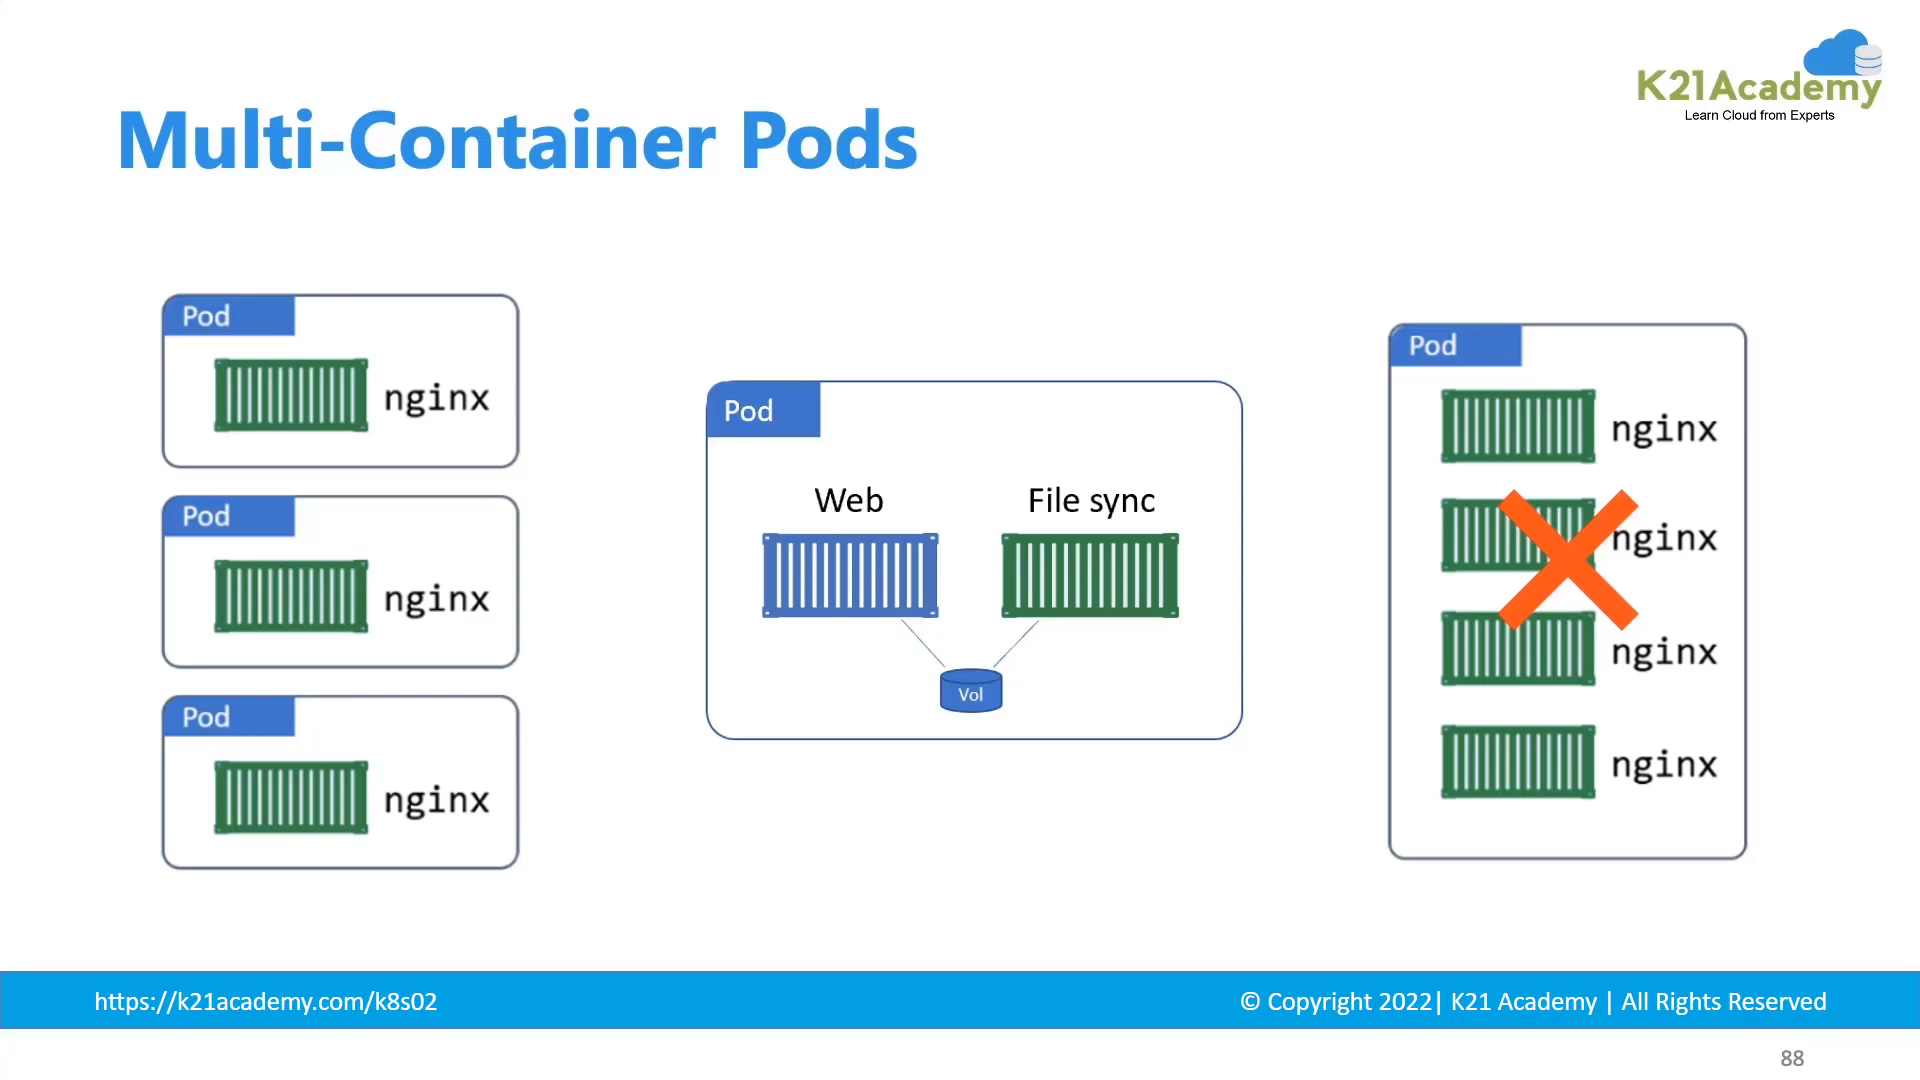 K21Academy
Learn Cloud from Experts
Multi-Container Pods
Pod
nginx
Pod
nginx
Pod
nginx
Pod
Web
File sync
Vol
Pod
nginx
nginx
nginx
nginx
https://k21academy.com/k8s02
© Copyright 2022| K21 Academy | All Rights Reserved
88